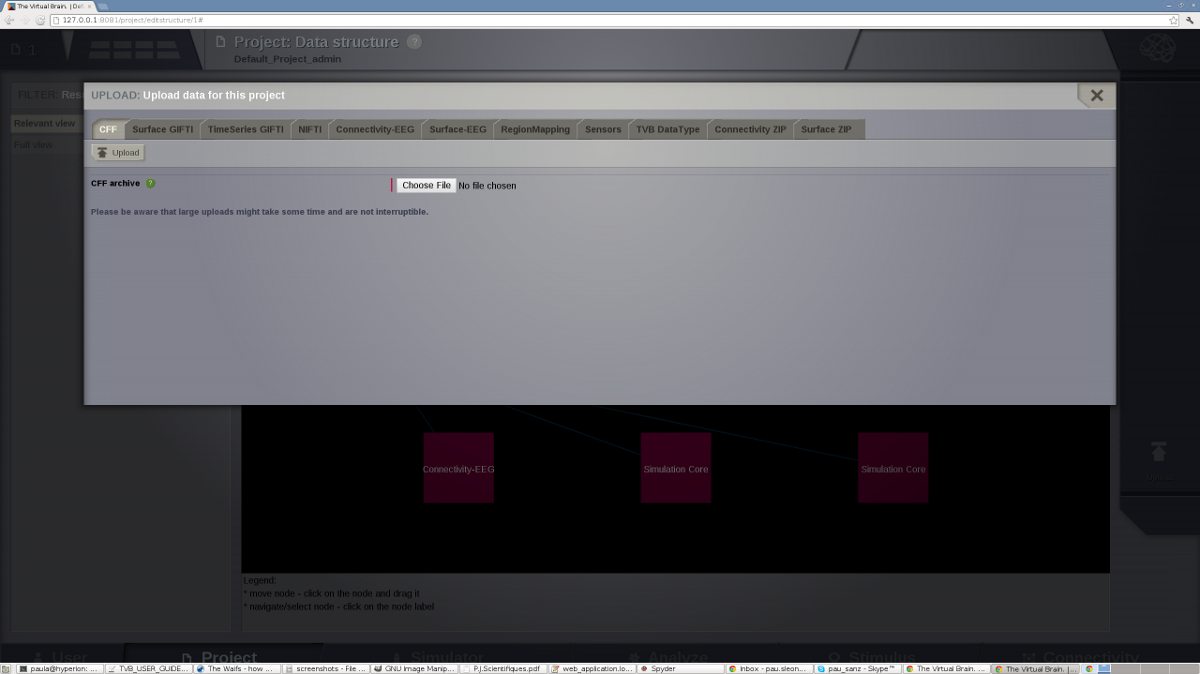 The Virtual Brain. | Def
127.0.0.1:8081/project/editstructure/1#
1
Project: Data structure ?
Default_Project_admin
FILTER: Res
Relevant view
Full view
UPLOAD: Upload data for this project
CFF Surface GIFTI TimeSeries GIFTI NIFTI Connectivity-EEG Surface-EEG RegionMapping Sensors TVB DataType Connectivity ZIP Surface ZIP
Upload
CFF archive ? Choose File No file chosen
Please be aware that large uploads might take some time and are not interruptible.
Connectivity-EEG Simulation Core Simulation Core
Upload
Legend:
* move node - click on the node and drag it
* navigate/select node - click on the node label
User Project Simulator Analyze Stimulus Connectivity
paula@hyperion: ... TVB_USER_GUIDE... The Waifs - how ... screenshots - File ... GNU Image Manip... P.J.Scientifiques.pdf web_application.lo... Spyder Inbox - pau.sleon... pau_sanz - Skype™ The Virtual Brain. ... The Virtual Brain. |...